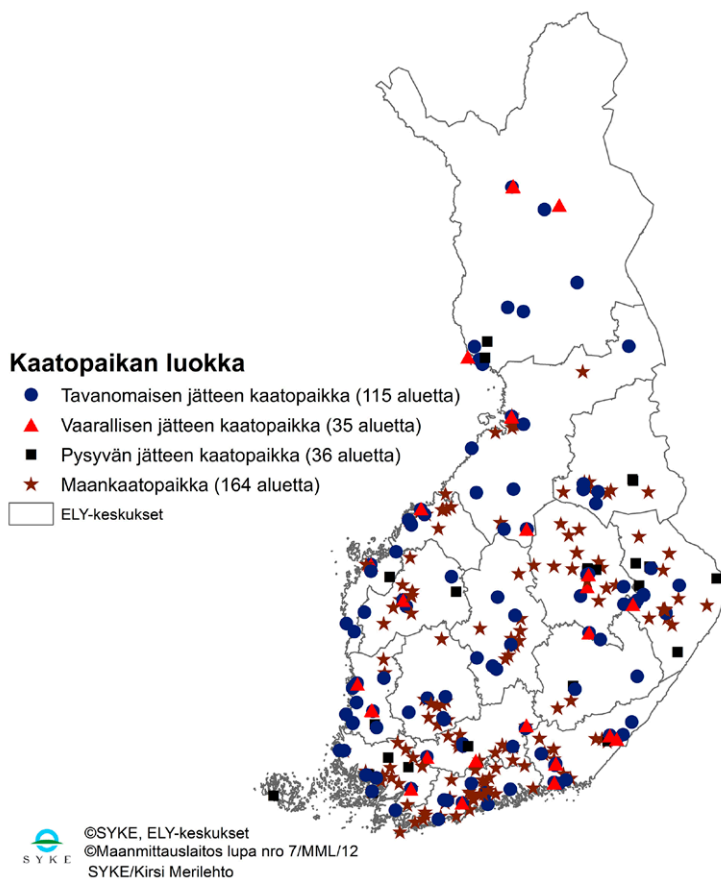 Kaatopaikan luokka
Tavanomaisen jätteen kaatopaikka (115 aluetta)
Vaarallisen jätteen kaatopaikka (35 aluetta)
Pysyvän jätteen kaatopaikka (36 aluetta)
Maankaatopaikka (164 aluetta)
ELY-keskukset
©SYKE, ELY-keskukset
©Maanmittauslaitos lupa nro 7/MML/12
SYKE/Kirsi Merilehto
SYKE